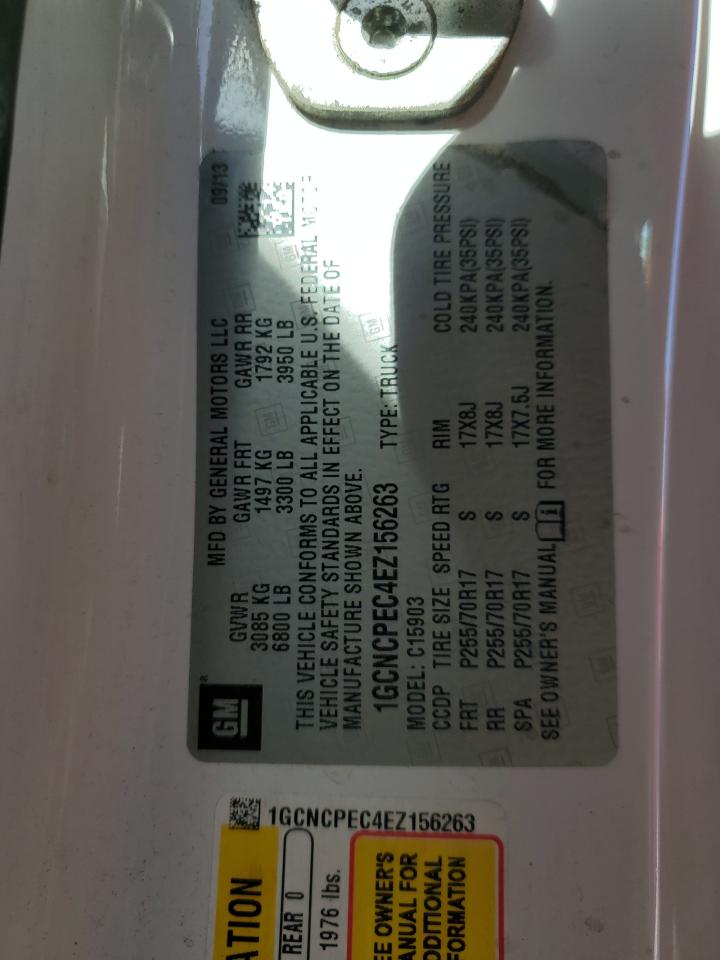 GM
®
MFD BY GENERAL MOTORS LLC
09/13
GVWR GAWR FRT GAWR RR
3085 KG 1497 KG 1792 KG
6800 LB 3300 LB 3950 LB
THIS VEHICLE CONFORMS TO ALL APPLICABLE U.S. FEDERAL MOTOR
VEHICLE SAFETY STANDARDS IN EFFECT ON THE DATE OF
MANUFACTURE SHOWN ABOVE.
1GCNCPEC4EZ156263 TYPE: TRUCK
MODEL: C15903
CCDP TIRE SIZE SPEED RTG RIM COLD TIRE PRESSURE
FRT P255/70R17 S 17X8J 240KPA(35PSI)
RR P255/70R17 S 17X8J 240KPA(35PSI)
SPA P255/70R17 S 17X7.5J 240KPA(35PSI)
SEE OWNER'S MANUAL FOR MORE INFORMATION.
1GCNCPEC4EZ156263
ATION
REAR 0
1976 lbs.
EE OWNER'S
ANUAL FOR
DDITIONAL
FORMATION